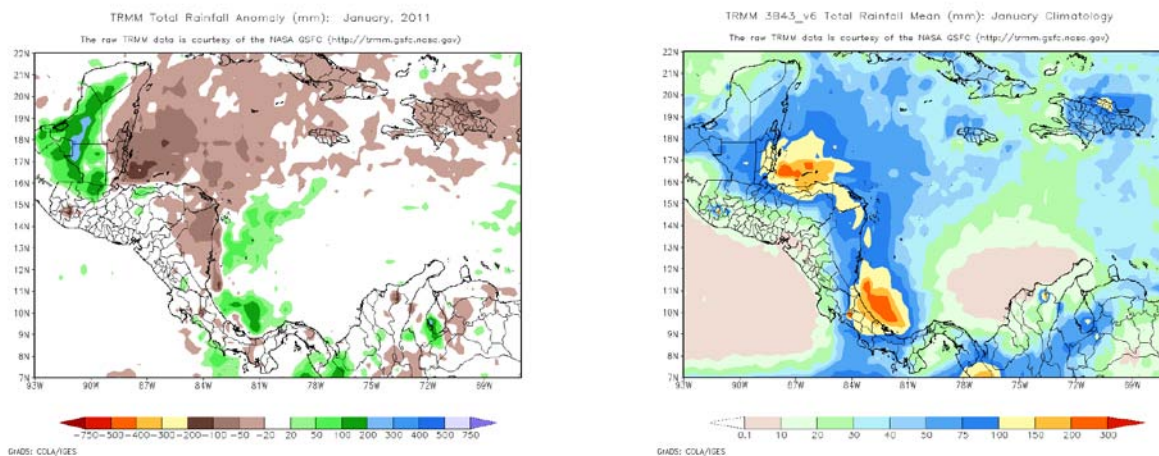 TRMM Total Rainfall Anomaly (mm): January, 2011
The raw TRMM data is courtesy of the NASA GSFC (http://trmm.gsfc.nasa.gov)
22N
21N
20N
19N
18N
17N
16N
15N
14N
13N
12N
11N
10N
9N
8N
7N
93W 90W 87W 84W 81W 78W 75W 72W 69W
-750 -500 -400 -300 -200 -100 -50 -20 20 50 100 200 300 400 500 750
GrADS: COLA/IGES
TRMM 3B43_v6 Total Rainfall Mean (mm): January Climatology
The raw TRMM data is courtesy of the NASA GSFC (http://trmm.gsfc.nasa.gov)
22N
21N
20N
19N
18N
17N
16N
15N
14N
13N
12N
11N
10N
9N
8N
7N
93W 90W 87W 84W 81W 78W 75W 72W 69W
0.1 10 20 30 40 50 75 100 150 200 300
GrADS: COLA/IGES